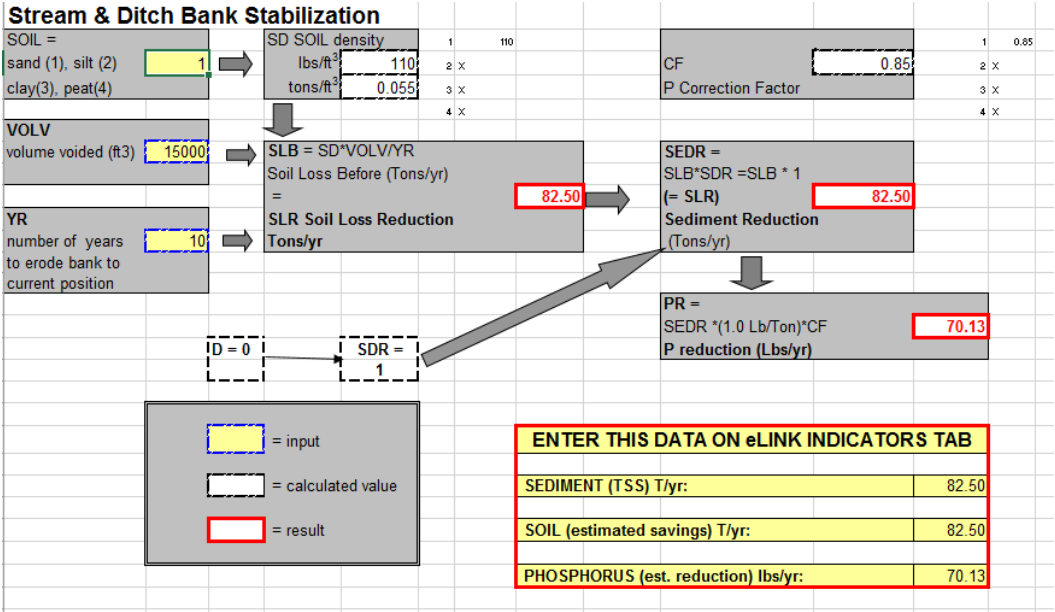 Stream & Ditch Bank Stabilization
SOIL =
sand (1), silt (2)
1
clay(3), peat(4)
SD SOIL density
lbs/ft3
110
tons/ft3
0.055
1 110
2 X
3 X
4 X
CF
0.85
P Correction Factor
1 0.85
2 X
3 X
4 X
VOLV
volume voided (ft3)
15000
SLB = SD*VOLV/YR
Soil Loss Before (Tons/yr)
=
82.50
SLR Soil Loss Reduction
Tons/yr
SEDR =
SLB*SDR =SLB * 1
(= SLR)
82.50
Sediment Reduction
(Tons/yr)
YR
number of years
10
to erode bank to
current position
PR =
SEDR *(1.0 Lb/Ton)*CF
70.13
P reduction (Lbs/yr)
D = 0
SDR =
1
= input
= calculated value
= result
ENTER THIS DATA ON eLINK INDICATORS TAB
SEDIMENT (TSS) T/yr: 82.50
SOIL (estimated savings) T/yr: 82.50
PHOSPHORUS (est. reduction) lbs/yr: 70.13